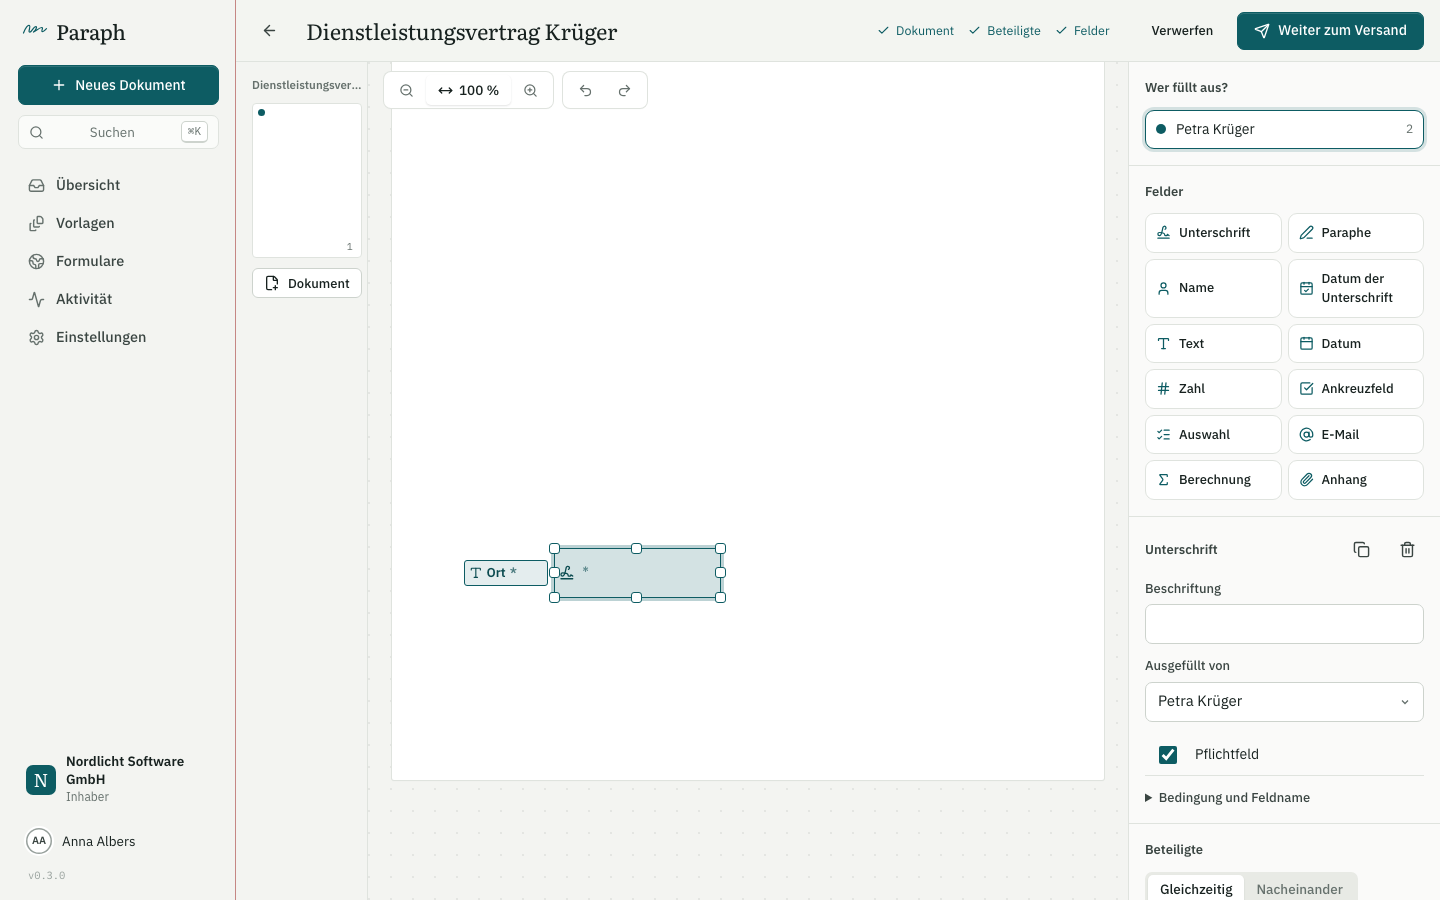 Paraph
Neues Dokument
Suchen ⌘K
Übersicht
Vorlagen
Formulare
Aktivität
Einstellungen
Nordlicht Software
GmbH
Inhaber
N
AA Anna Albers
v0.3.0
Dienstleistungsvertrag Krüger
Dokument
Beteiligte
Felder
Verwerfen
Weiter zum Versand
Dienstleistungsver…
1
Dokument
100 %
Ort *
*
Wer füllt aus?
Petra Krüger 2
Felder
Unterschrift
Paraphe
Name
Datum der
Unterschrift
Text
Datum
Zahl
Ankreuzfeld
Auswahl
E-Mail
Berechnung
Anhang
Unterschrift
Beschriftung
Ausgefüllt von
Petra Krüger
Pflichtfeld
Bedingung und Feldname
Beteiligte
Gleichzeitig
Nacheinander